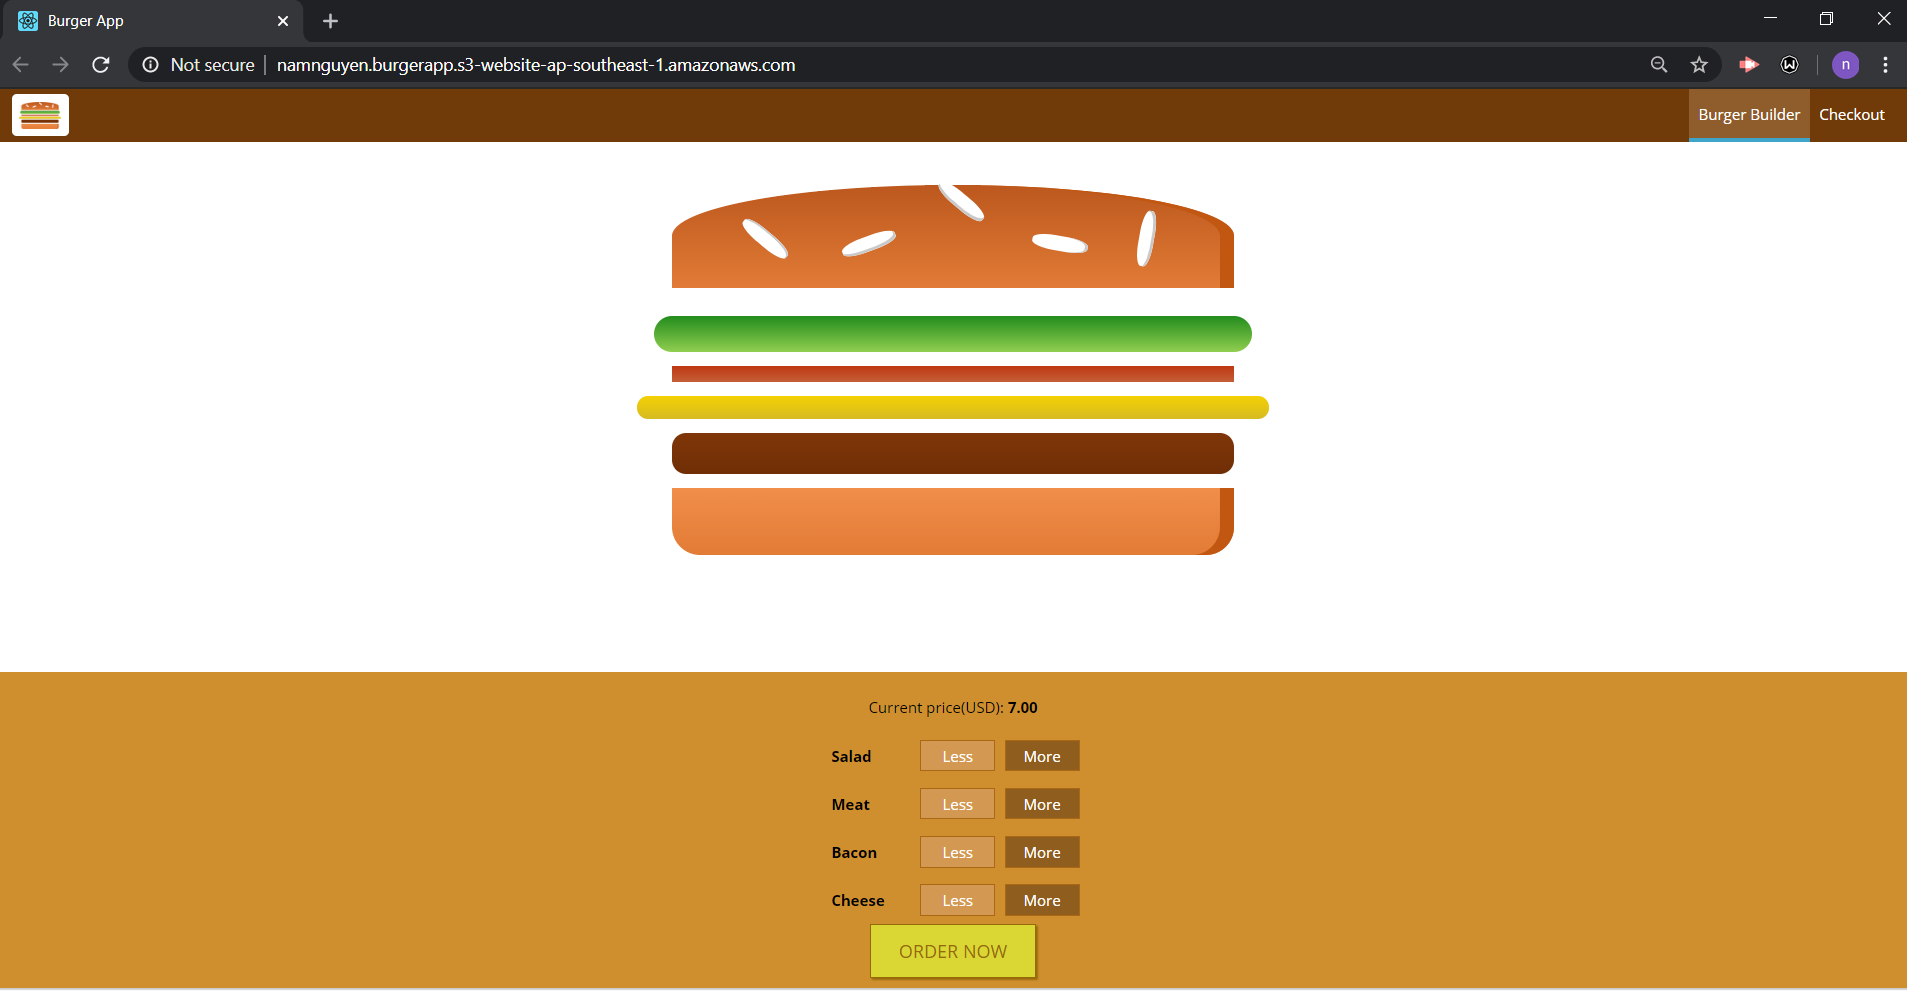 Burger App
Not secure | namnguyen.burgerapp.s3-website-ap-southeast-1.amazonaws.com
n
Burger Builder Checkout
Current price(USD): 7.00
Salad Less More
Meat Less More
Bacon Less More
Cheese Less More
ORDER NOW